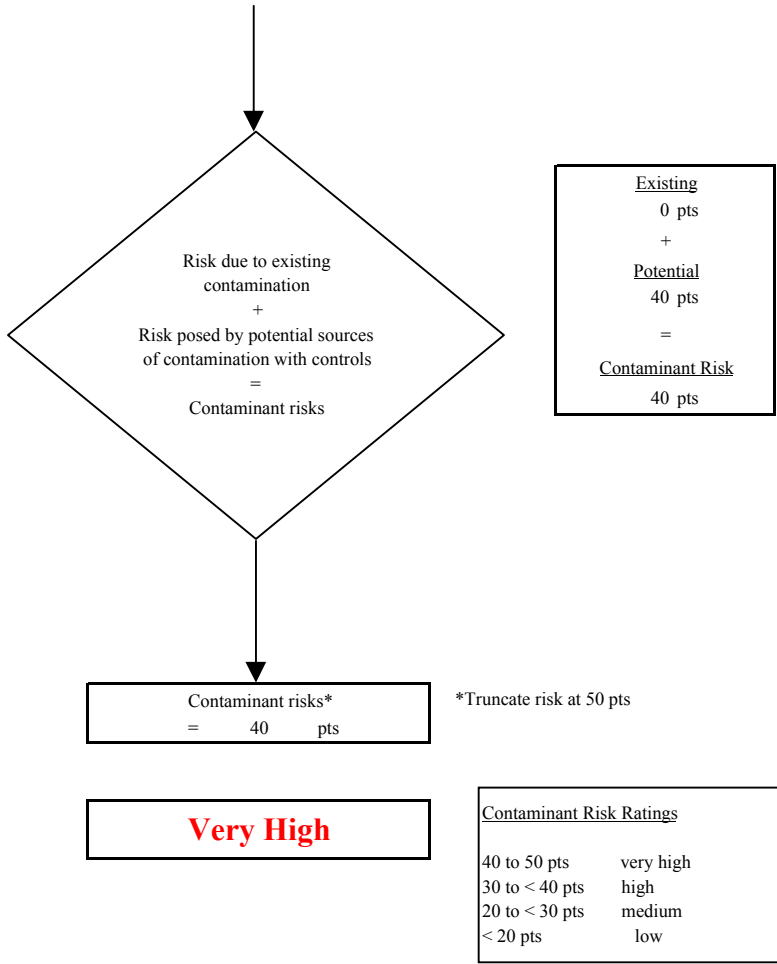 Risk due to existing
contamination
+
Risk posed by potential sources
of contamination with controls
=
Contaminant risks
Existing
0 pts
+
Potential
40 pts
=
Contaminant Risk
40 pts
Contaminant risks*
= 40 pts
*Truncate risk at 50 pts
Very High
Contaminant Risk Ratings
40 to 50 pts very high
30 to < 40 pts high
20 to < 30 pts medium
< 20 pts low